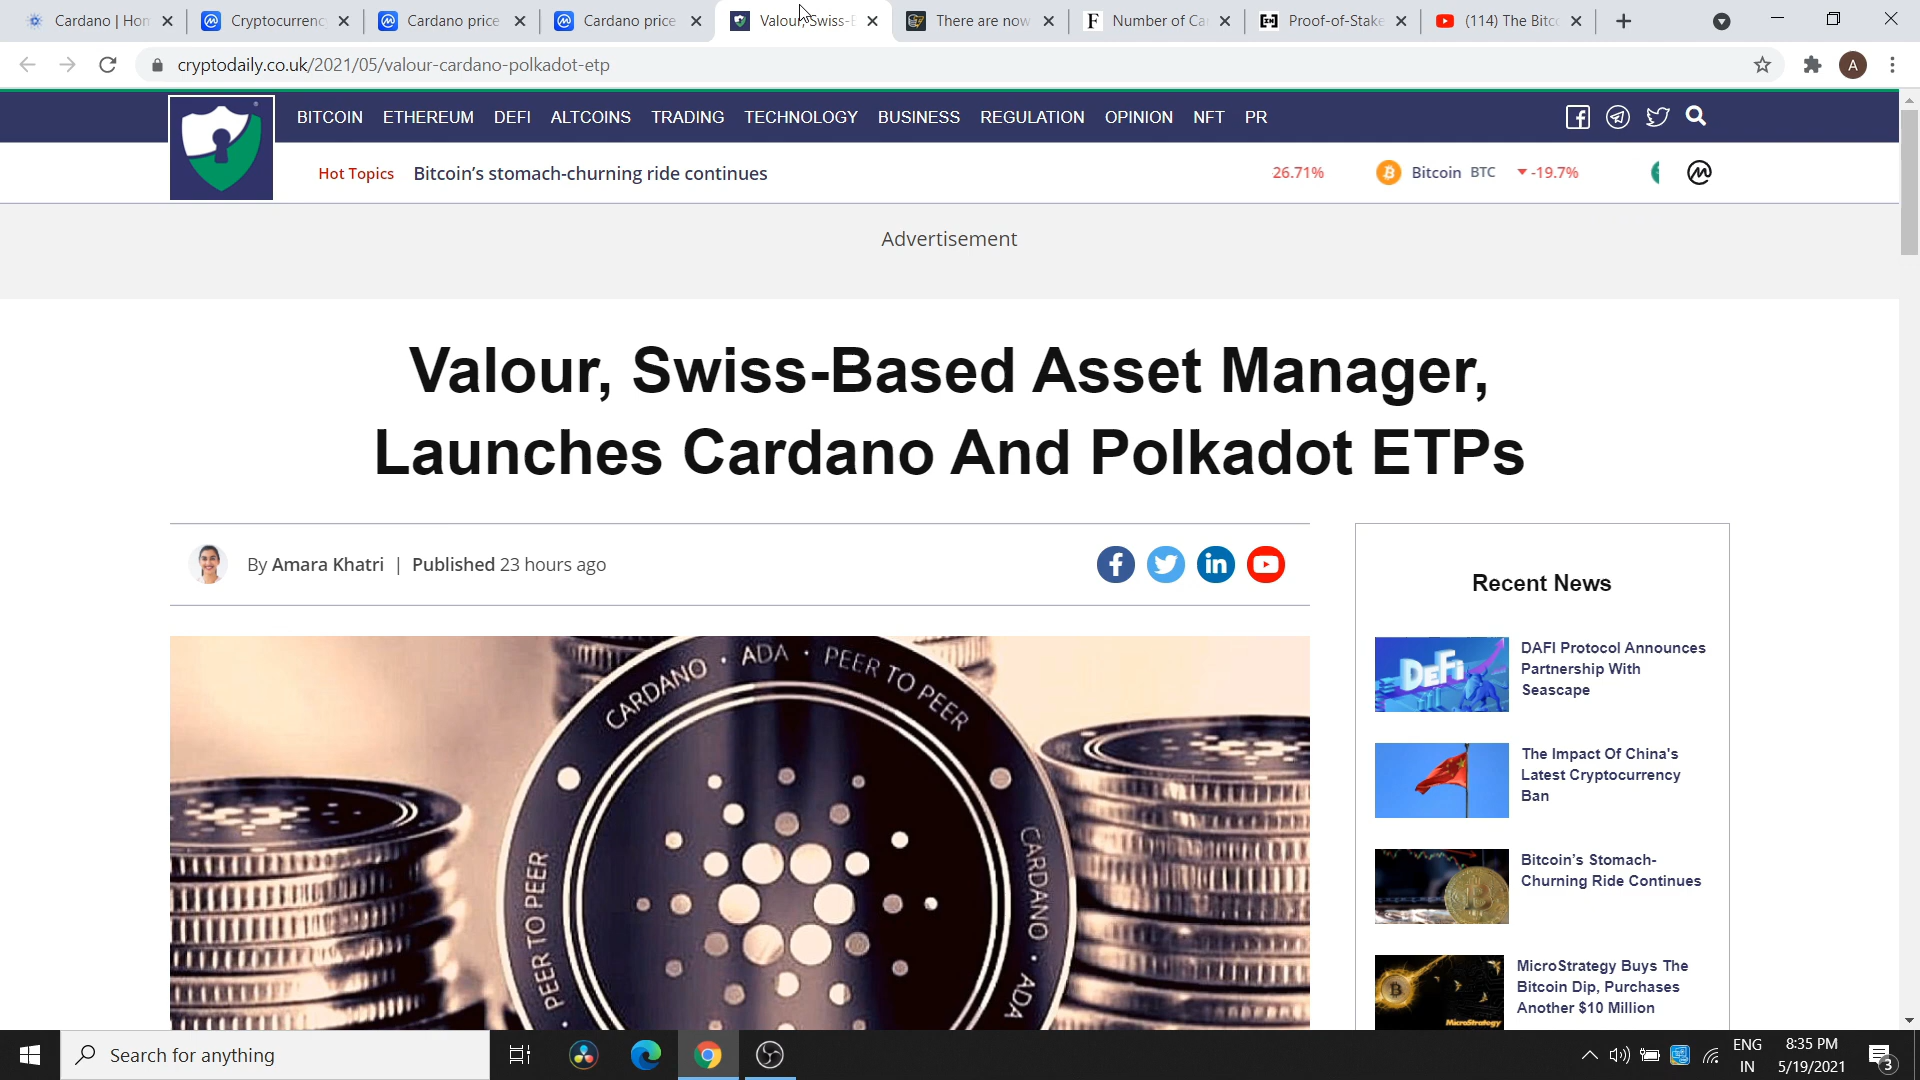 Cardano | Hon
Cryptocurrenc
Cardano price
Cardano price
Valour, Swiss-E
There are now
Number of Ca
Proof-of-Stake
(114) The Bitc
cryptodaily.co.uk/2021/05/valour-cardano-polkadot-etp
A
BITCOIN ETHEREUM DEFI ALTCOINS TRADING TECHNOLOGY BUSINESS REGULATION OPINION NFT PR
Hot Topics Bitcoin’s stomach-churning ride continues
26.71% Bitcoin BTC -19.7%
Advertisement
Valour, Swiss-Based Asset Manager,
Launches Cardano And Polkadot ETPs
By Amara Khatri | Published 23 hours ago
CARDANO · ADA · PEER TO PEER
CARDANO · ADA
PEER TO PEER
Recent News
DeFi
DAFI Protocol Announces
Partnership With
Seascape
The Impact Of China's
Latest Cryptocurrency
Ban
Bitcoin’s Stomach-
Churning Ride Continues
MicroStrategy Buys The
Bitcoin Dip, Purchases
Another $10 Million
MicroStrategy
Search for anything
ENG
IN
8:35 PM
5/19/2021
3